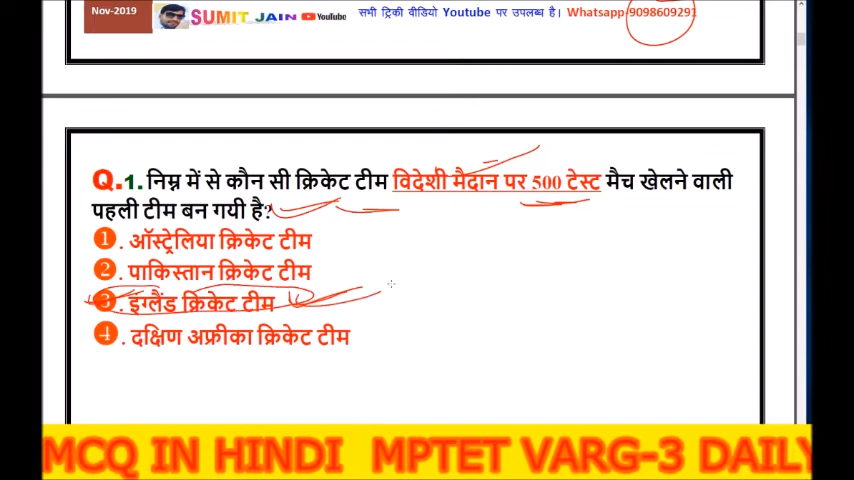 Nov-2019
SUMIT JAIN YouTube
सभी ट्रिकी वीडियो Youtube पर उपलब्ध है। Whatsapp-9098609291
Q.1. निम्न में से कौन सी क्रिकेट टीम विदेशी मैदान पर 500 टेस्ट मैच खेलने वाली
पहली टीम बन गयी है?
1. ऑस्ट्रेलिया क्रिकेट टीम
2. पाकिस्तान क्रिकेट टीम
3. इंग्लैंड क्रिकेट टीम
4. दक्षिण अफ्रीका क्रिकेट टीम
MCQ IN HINDI MPTET VARG-3 DAILY